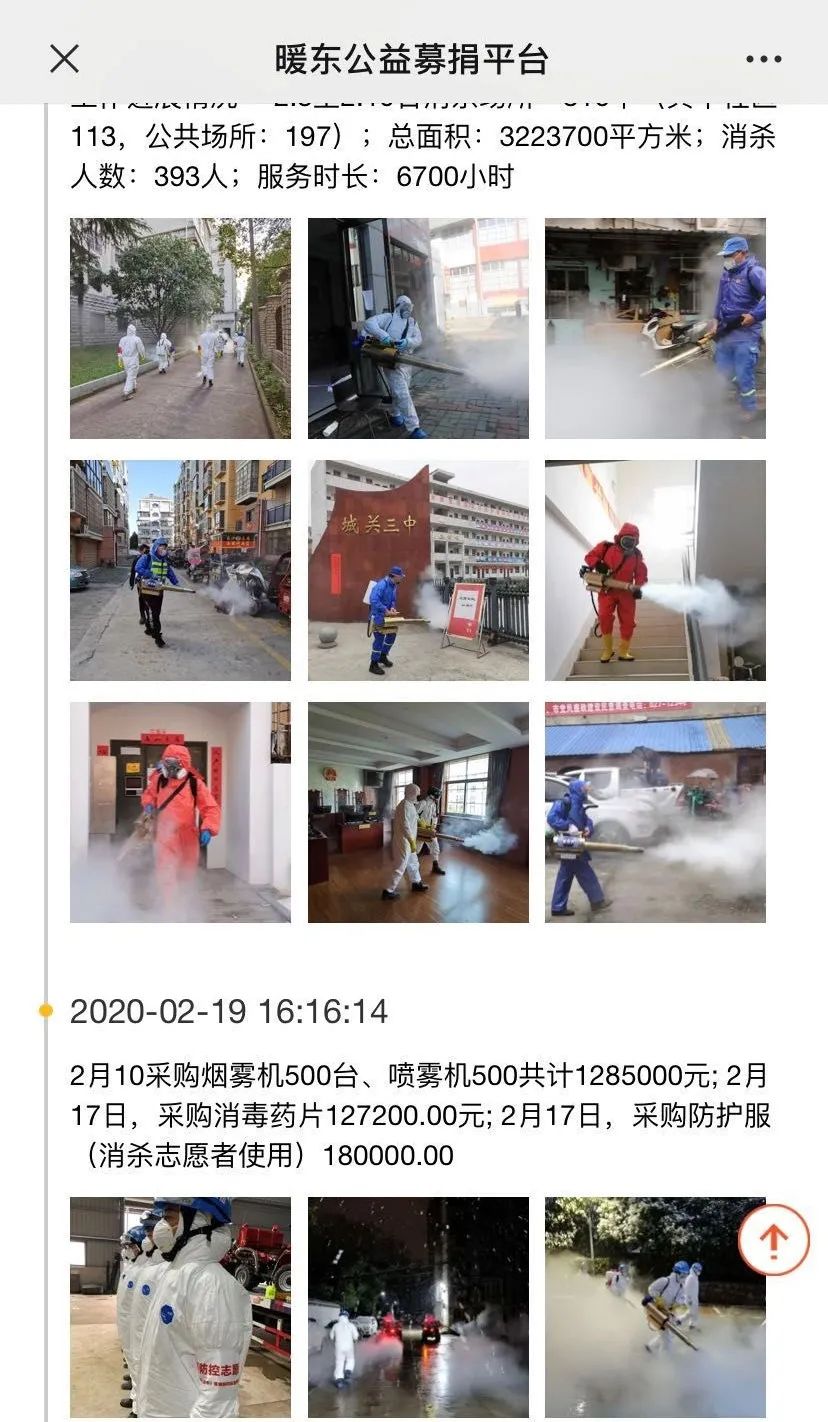 暖东公益募捐平台
113，公共场所：197）；总面积：3223700平方米；消杀
人数：393人；服务时长：6700小时
城关三中
2020-02-19 16:16:14
2月10采购烟雾机500台、喷雾机500共计1285000元; 2月
17日，采购消毒药片127200.00元; 2月17日，采购防护服
（消杀志愿者使用）180000.00
防控志愿